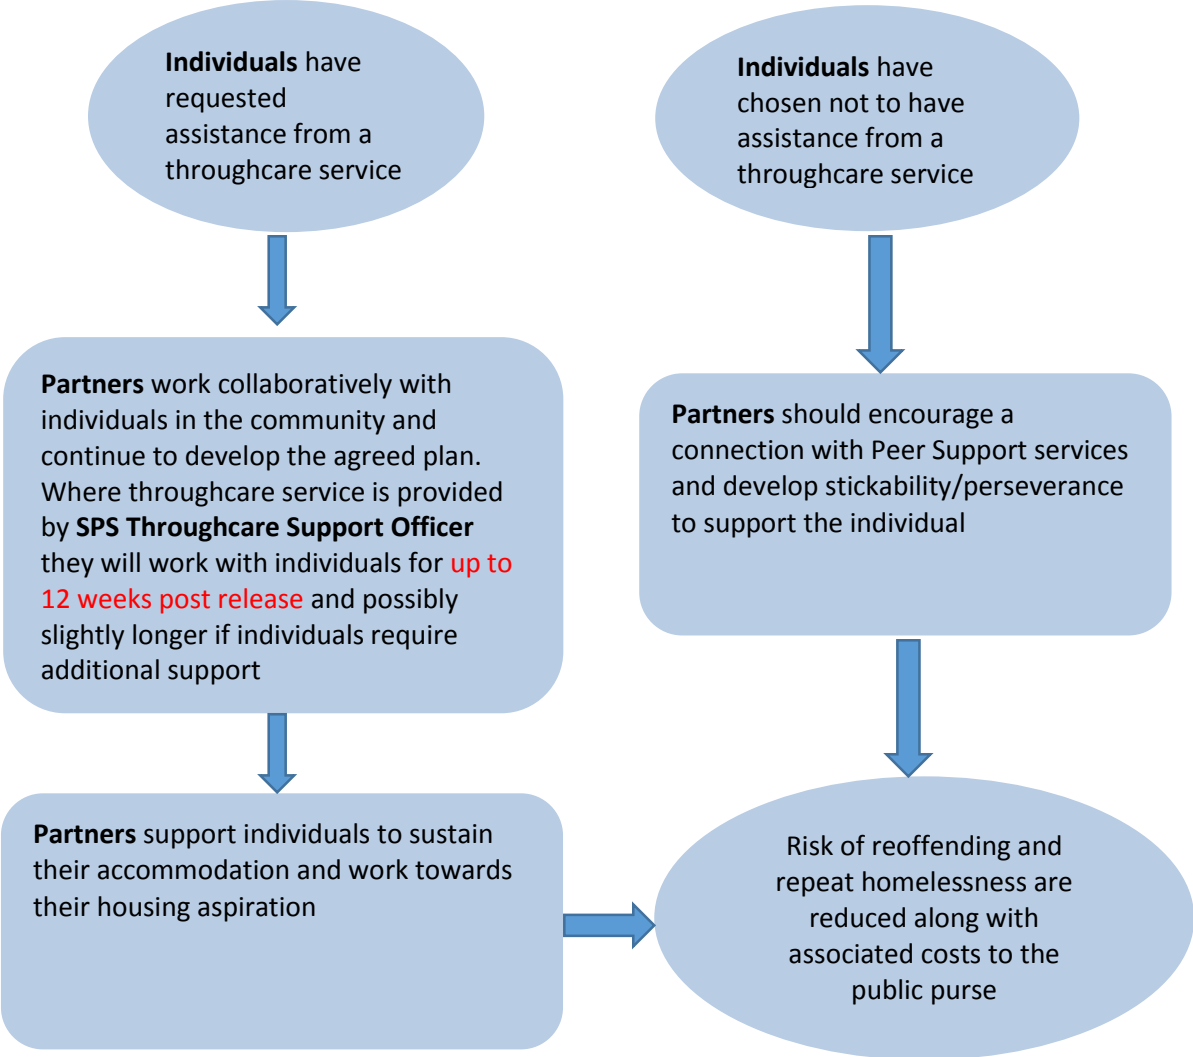 Individuals have
requested
assistance from a
throughcare service
Individuals have
chosen not to have
assistance from a
throughcare service
Partners work collaboratively with
individuals in the community and
continue to develop the agreed plan.
Where throughcare service is provided
by SPS Throughcare Support Officer
they will work with individuals for up to
12 weeks post release and possibly
slightly longer if individuals require
additional support
Partners should encourage a
connection with Peer Support services
and develop stickability/perseverance
to support the individual
Partners support individuals to sustain
their accommodation and work towards
their housing aspiration
Risk of reoffending and
repeat homelessness are
reduced along with
associated costs to the
public purse